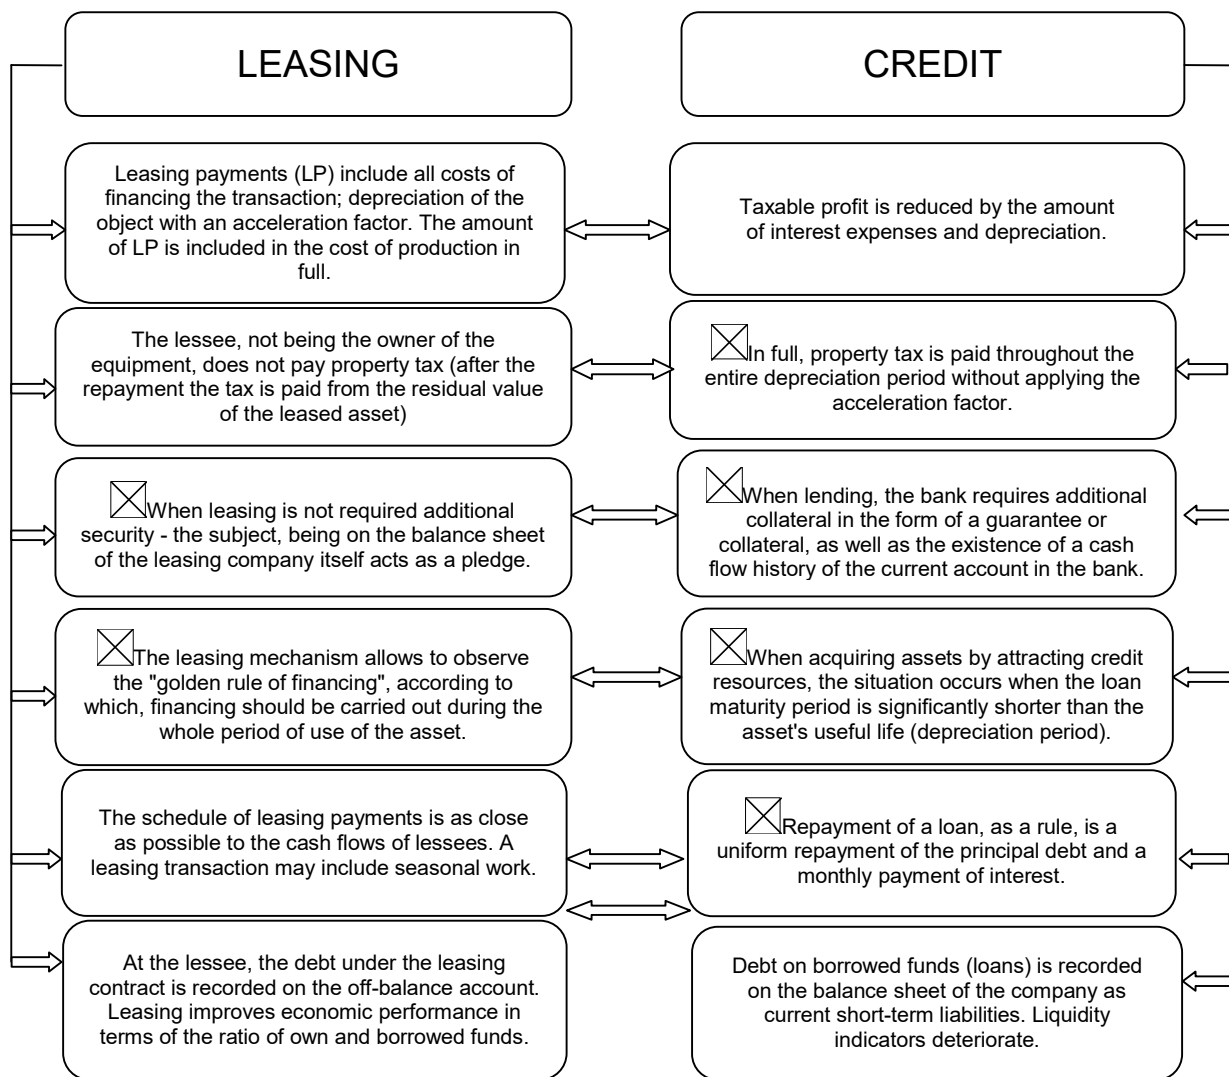 LEASING
CREDIT
Leasing payments (LP) include all costs of
financing the transaction; depreciation of the
object with an acceleration factor. The amount
of LP is included in the cost of production in
full.
Taxable profit is reduced by the amount
of interest expenses and depreciation.
The lessee, not being the owner of the
equipment, does not pay property tax (after the
repayment the tax is paid from the residual value
of the leased asset)
In full, property tax is paid throughout the
entire depreciation period without applying the
acceleration factor.
When leasing is not required additional
security - the subject, being on the balance sheet
of the leasing company itself acts as a pledge.
When lending, the bank requires additional
collateral in the form of a guarantee or
collateral, as well as the existence of a cash
flow history of the current account in the bank.
The leasing mechanism allows to observe
the "golden rule of financing", according to
which, financing should be carried out during the
whole period of use of the asset.
When acquiring assets by attracting credit
resources, the situation occurs when the loan
maturity period is significantly shorter than the
asset's useful life (depreciation period).
The schedule of leasing payments is as close
as possible to the cash flows of lessees. A
leasing transaction may include seasonal work.
Repayment of a loan, as a rule, is a
uniform repayment of the principal debt and a
monthly payment of interest.
At the lessee, the debt under the leasing
contract is recorded on the off-balance account.
Leasing improves economic performance in
terms of the ratio of own and borrowed funds.
Debt on borrowed funds (loans) is recorded
on the balance sheet of the company as
current short-term liabilities. Liquidity
indicators deteriorate.